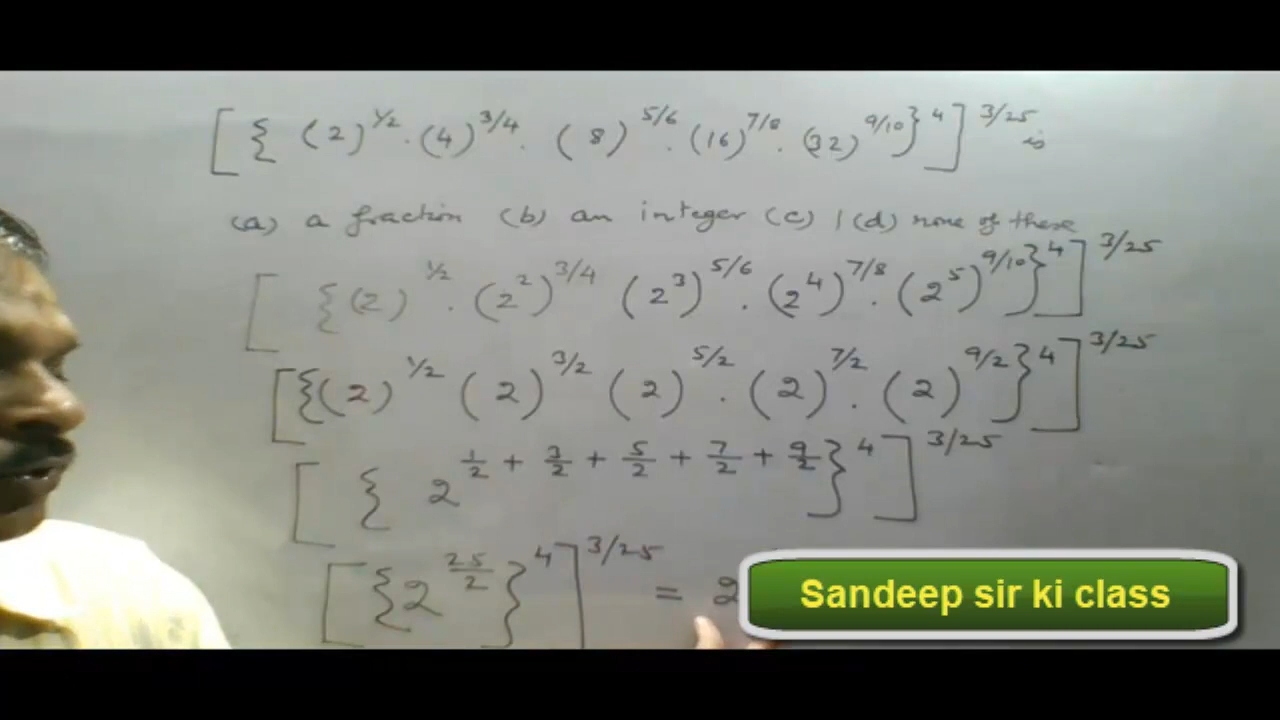 [ { (2)^1/2 . (4)^3/4 . (8)^5/6 . (16)^7/8 . (32)^9/10 }^4 ]^3/25 is
(a) a fraction (b) an integer (c) 1 (d) none of these
[ { (2)^1/2 . (2^2)^3/4 (2^3)^5/6 . (2^4)^7/8 . (2^5)^9/10 }^4 ]^3/25
[ { (2)^1/2 (2)^3/2 (2)^5/2 . (2)^7/2 . (2)^9/2 }^4 ]^3/25
[ { 2^1/2 + 3/2 + 5/2 + 7/2 + 9/2 }^4 ]^3/25
[ { 2^25/2 }^4 ]^3/25 = 2
Sandeep sir ki class